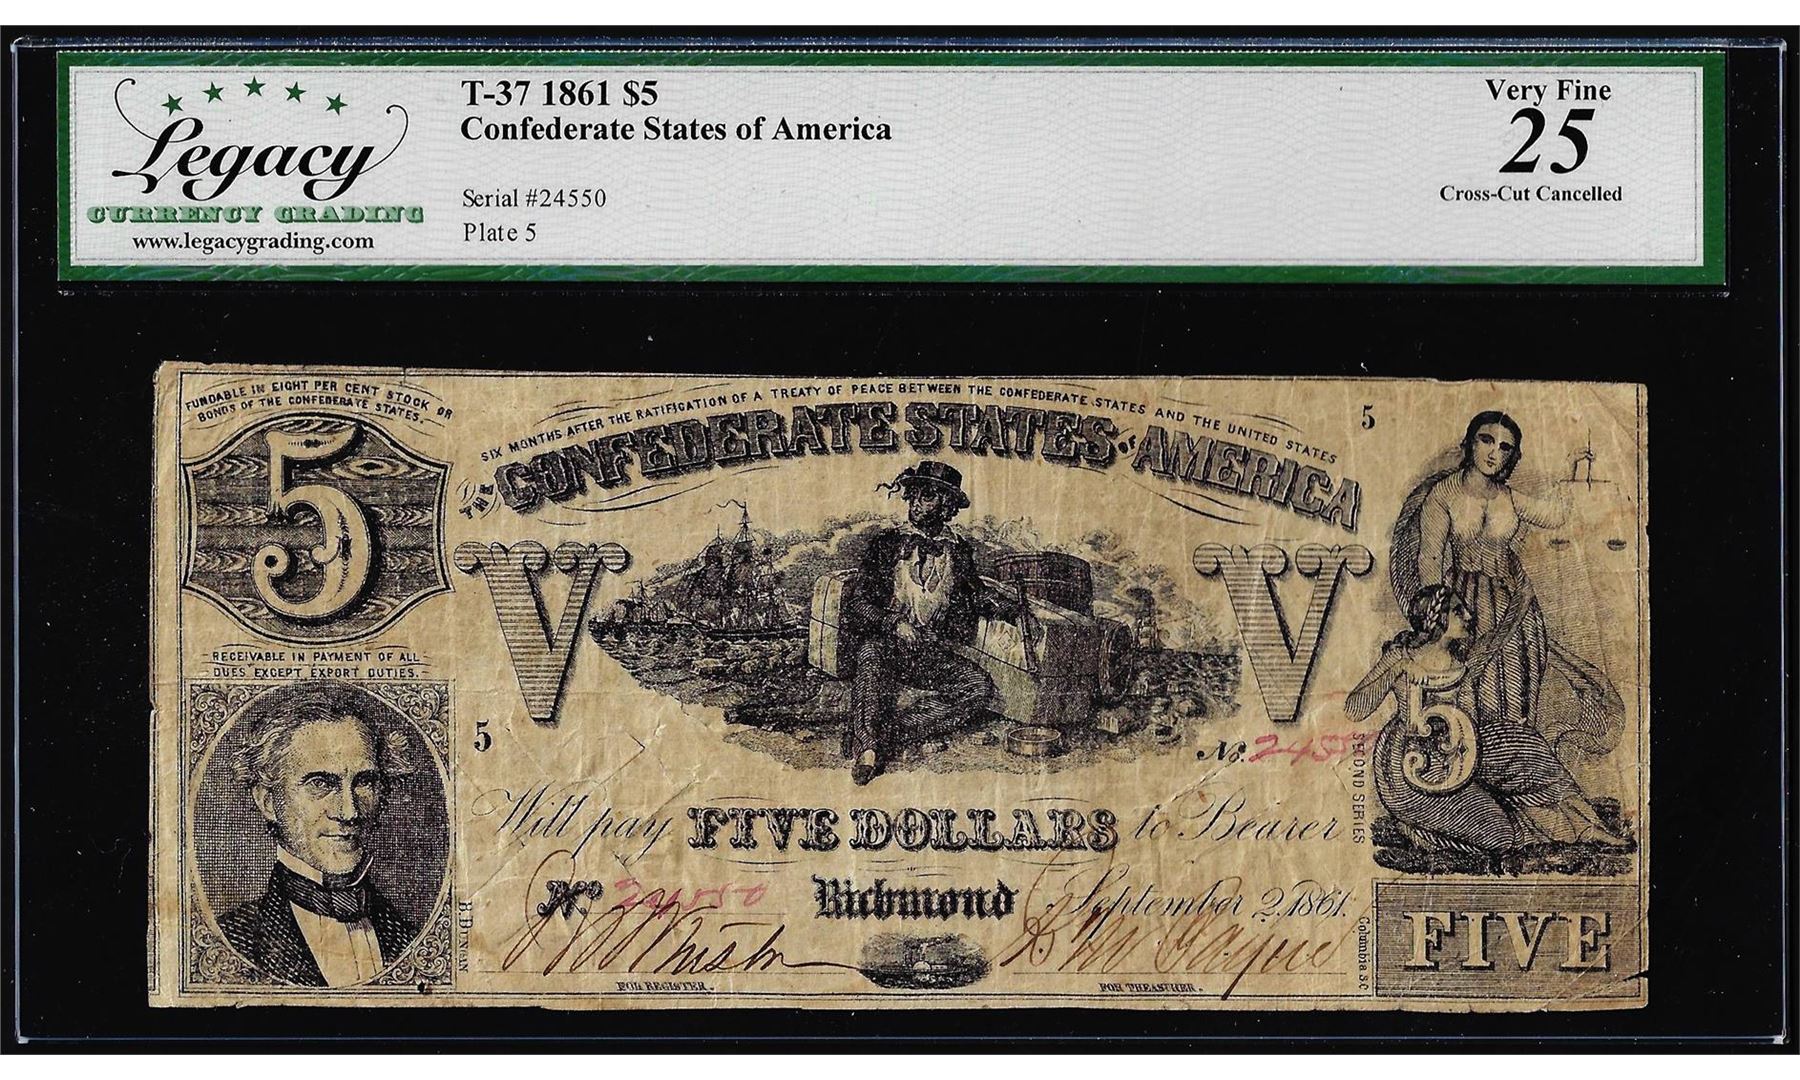 Legacy
CURRENCY GRADING
www.legacygrading.com
T-37 1861 $5
Confederate States of America
Serial #24550
Plate 5
Very Fine
25
Cross-Cut Cancelled
FUNDABLE IN EIGHT PER CENT STOCK OR
BONDS OF THE CONFEDERATE STATES.
5
RECEIVABLE IN PAYMENT OF ALL
DUES EXCEPT EXPORT DUTIES.
SIX MONTHS AFTER THE RATIFICATION OF A TREATY OF PEACE BETWEEN THE CONFEDERATE STATES AND THE UNITED STATES
5
THE CONFEDERATE STATES OF AMERICA
V
V
5
No.
5
SECOND SERIES
Will pay FIVE DOLLARS to Bearer
No. 24550 Richmond September 2, 1861.
B. DUNCAN
Columbia S.C
FOR REGISTER.
FOR TREASURER.
FIVE